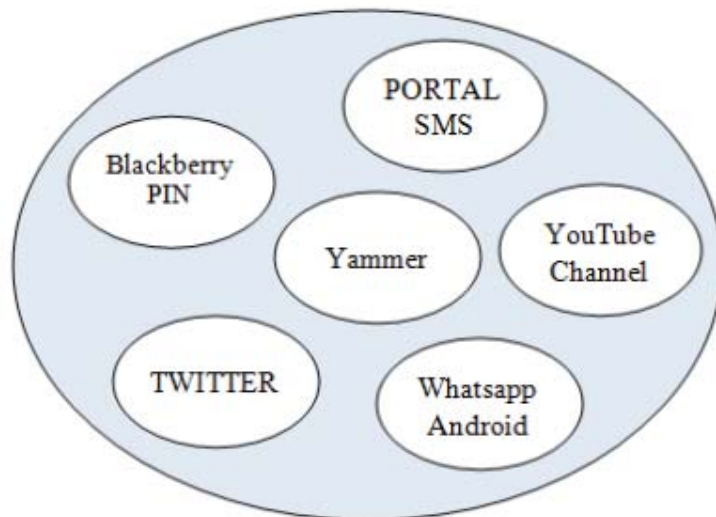 PORTAL
SMS
Blackberry
PIN
Yammer
YouTube
Channel
TWITTER
Whatsapp
Android